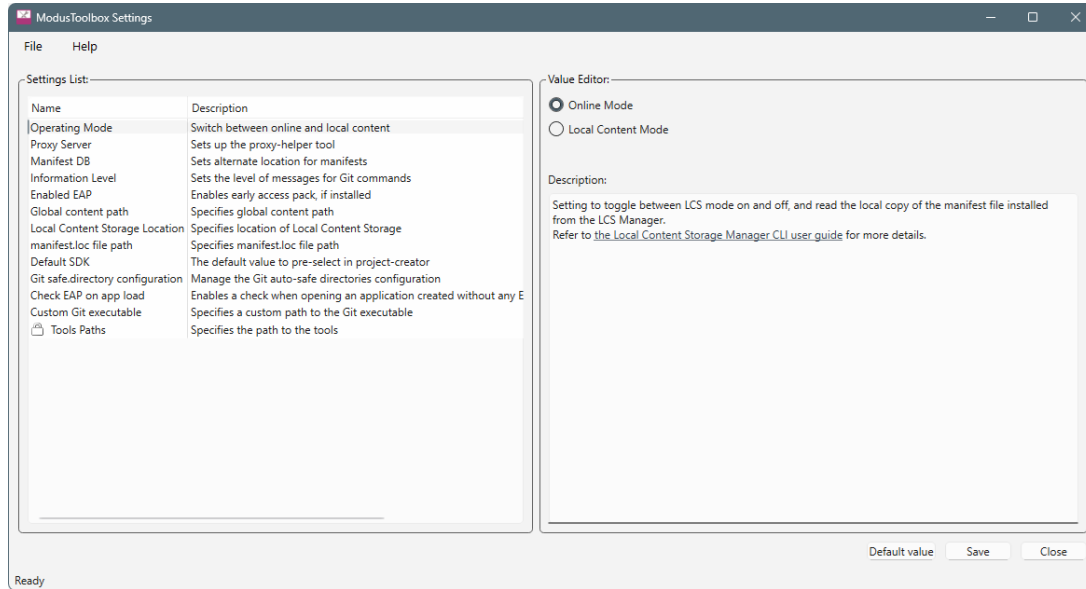 ModusToolbox Settings
File Help
Settings List:
Name Description
Operating Mode Switch between online and local content
Proxy Server Sets up the proxy-helper tool
Manifest DB Sets alternate location for manifests
Information Level Sets the level of messages for Git commands
Enabled EAP Enables early access pack, if installed
Global content path Specifies global content path
Local Content Storage Location Specifies location of Local Content Storage
manifest.loc file path Specifies manifest.loc file path
Default SDK The default value to pre-select in project-creator
Git safe.directory configuration Manage the Git auto-safe directories configuration
Check EAP on app load Enables a check when opening an application created without any E
Custom Git executable Specifies a custom path to the Git executable
Tools Paths Specifies the path to the tools
Value Editor:
Online Mode
Local Content Mode
Description:
Setting to toggle between LCS mode on and off, and read the local copy of the manifest file installed
from the LCS Manager.
Refer to the Local Content Storage Manager CLI user guide for more details.
Default value Save Close
Ready